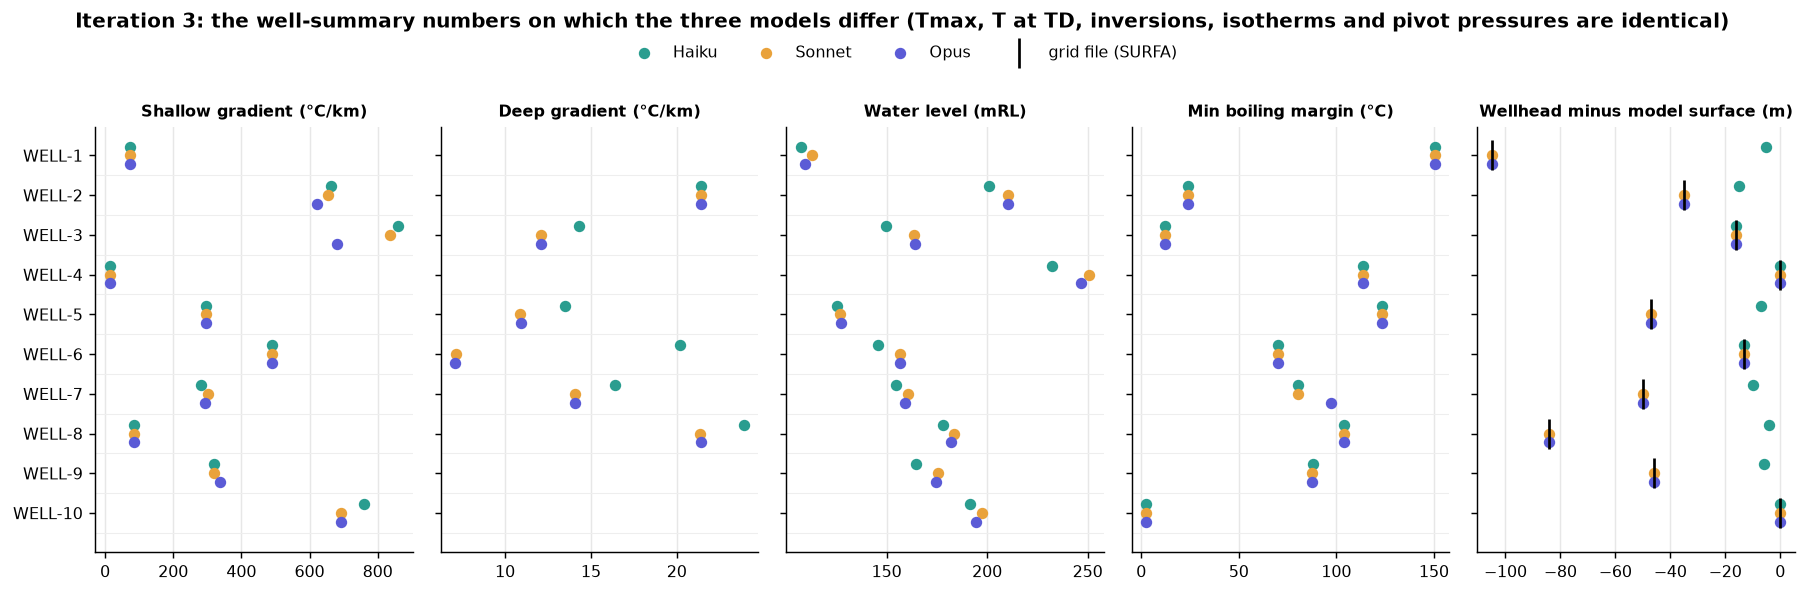 Iteration 3: the well-summary numbers on which the three models differ (Tmax, T at TD, inversions, isotherms and pivot pressures are identical)
Haiku Sonnet Opus grid file (SURFA)
Shallow gradient (°C/km) Deep gradient (°C/km) Water level (mRL) Min boiling margin (°C) Wellhead minus model surface (m)
WELL-1
WELL-2
WELL-3
WELL-4
WELL-5
WELL-6
WELL-7
WELL-8
WELL-9
WELL-10
0 200 400 600 800 10 15 20 150 200 250 0 50 100 150 −100 −80 −60 −40 −20 0